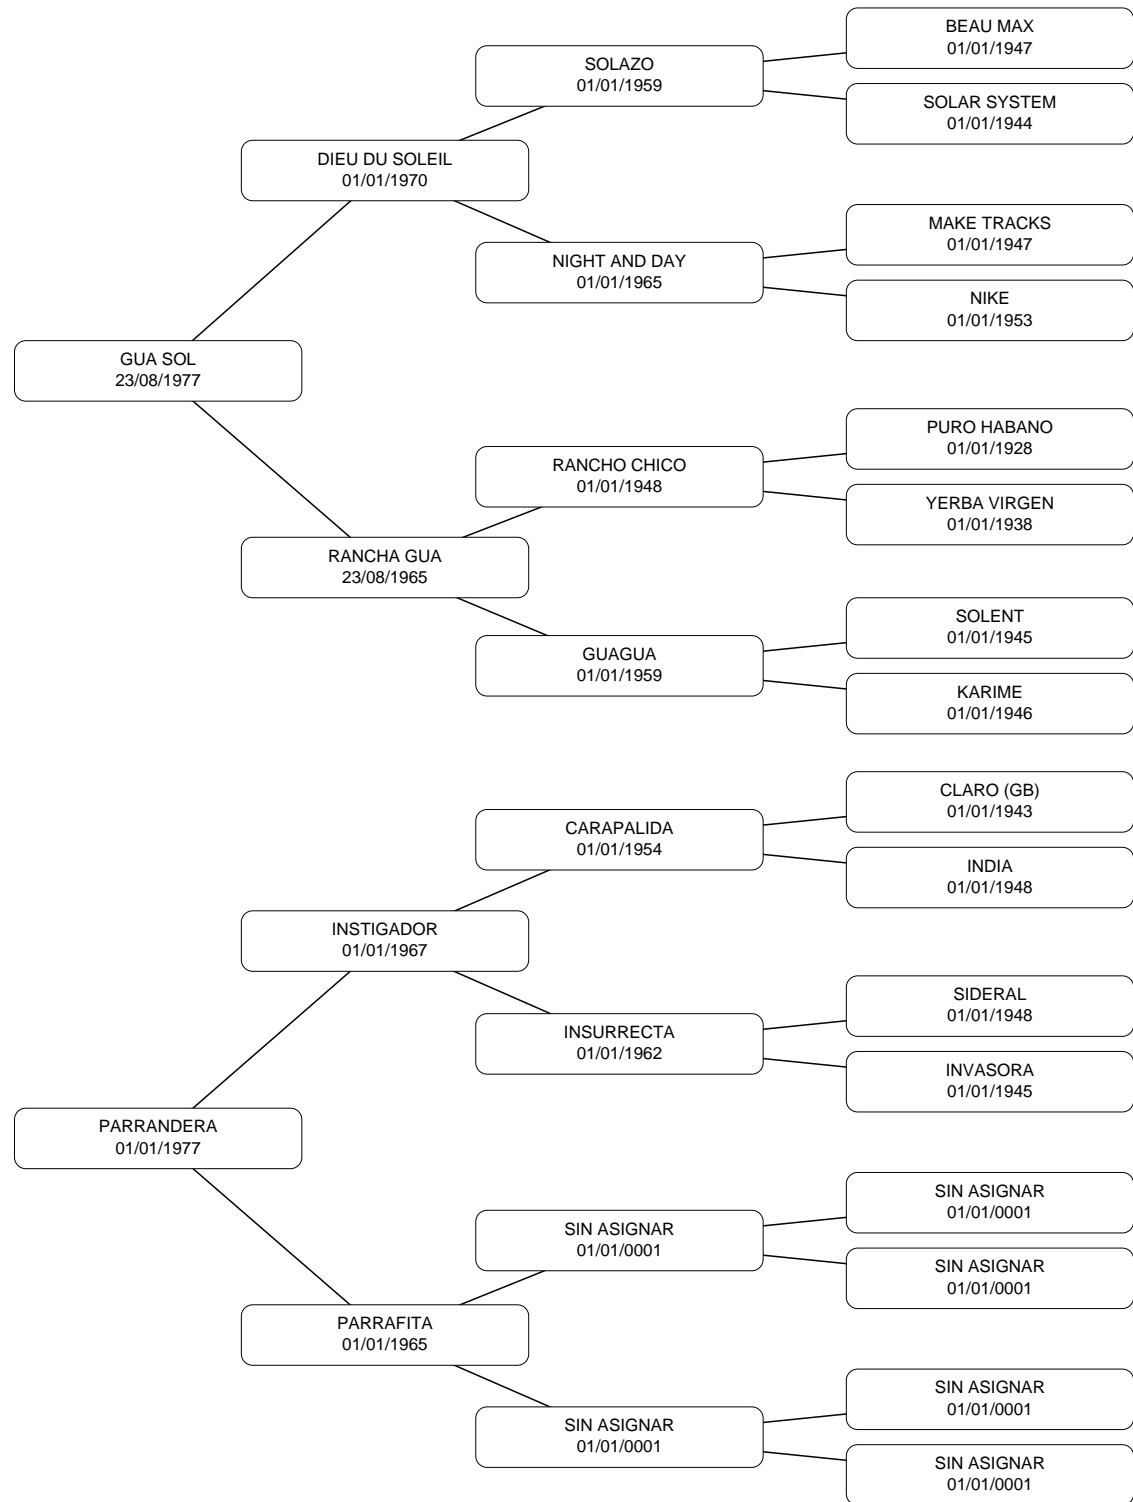 BEAU MAX
01/01/1947
SOLAZO
01/01/1959
SOLAR SYSTEM
01/01/1944
DIEU DU SOLEIL
01/01/1970
MAKE TRACKS
01/01/1947
NIGHT AND DAY
01/01/1965
NIKE
01/01/1953
GUA SOL
23/08/1977
PURO HABANO
01/01/1928
RANCHO CHICO
01/01/1948
YERBA VIRGEN
01/01/1938
RANCHA GUA
23/08/1965
SOLENT
01/01/1945
GUAGUA
01/01/1959
KARIME
01/01/1946
CLARO (GB)
01/01/1943
CARAPALIDA
01/01/1954
INDIA
01/01/1948
INSTIGADOR
01/01/1967
SIDERAL
01/01/1948
INSURRECTA
01/01/1962
INVASORA
01/01/1945
PARRANDERA
01/01/1977
SIN ASIGNAR
01/01/0001
SIN ASIGNAR
01/01/0001
SIN ASIGNAR
01/01/0001
PARRAFITA
01/01/1965
SIN ASIGNAR
01/01/0001
SIN ASIGNAR
01/01/0001
SIN ASIGNAR
01/01/0001